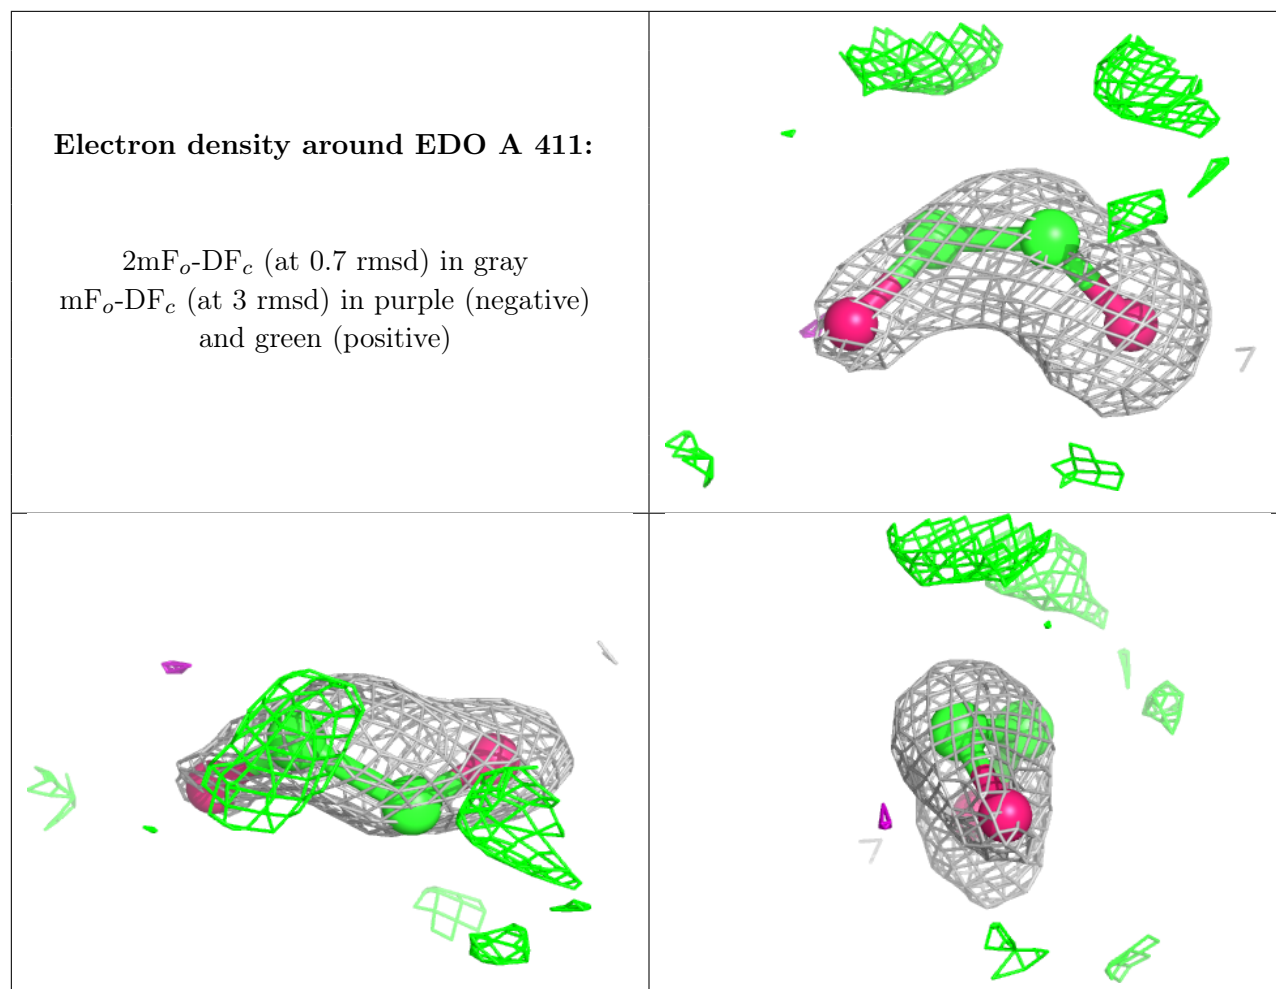 Electron density around EDO A 411:
2mFo-DFc (at 0.7 rmsd) in gray
mFo-DFc (at 3 rmsd) in purple (negative)
and green (positive)